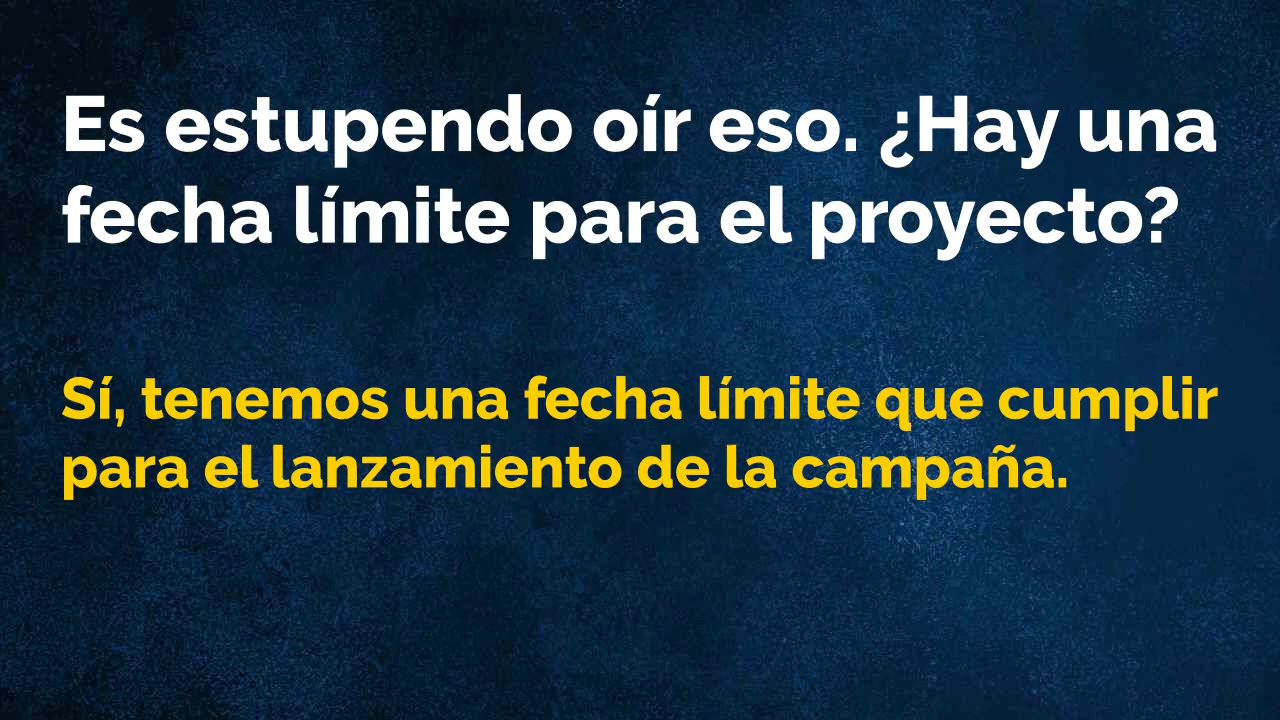 Es estupendo oír eso. ¿Hay una
fecha límite para el proyecto?
Sí, tenemos una fecha límite que cumplir
para el lanzamiento de la campaña.